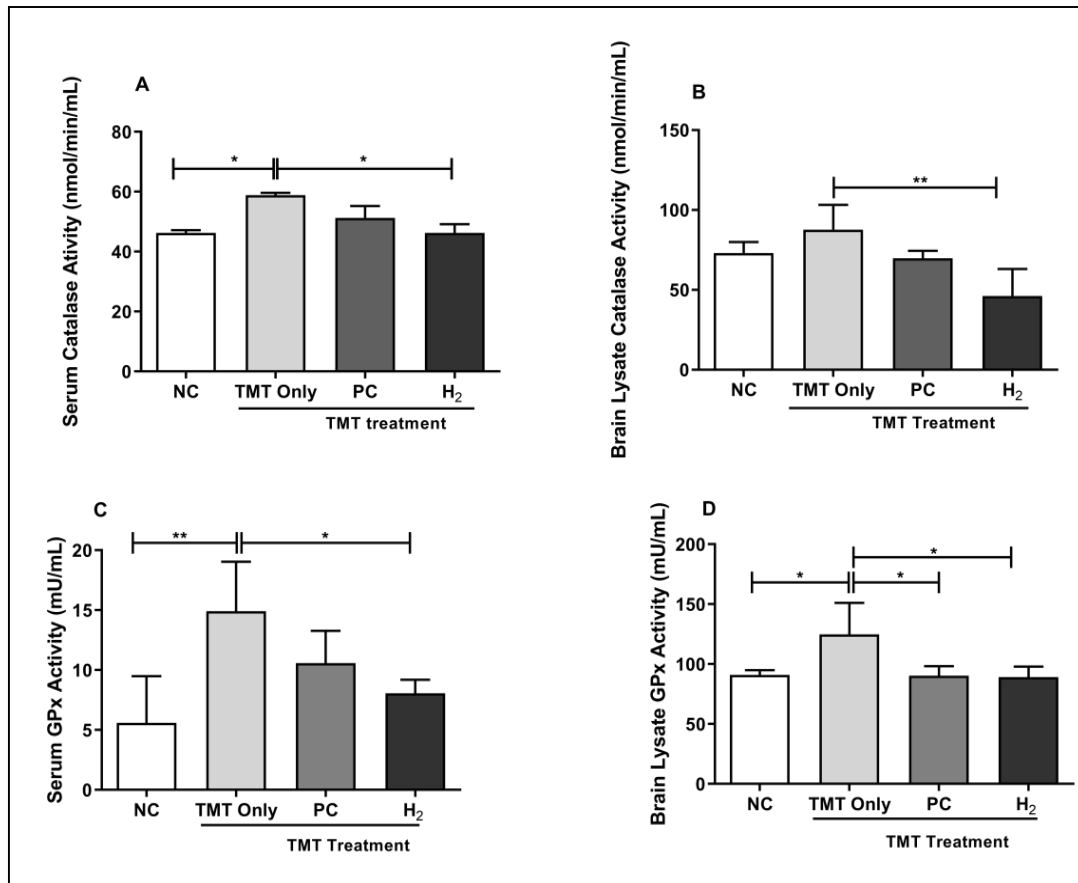 A
Serum Catalase Ativity (nmol/min/mL)
80
60
40
20
0
*
*
NC
TMT Only
PC
H₂
TMT treatment
B
Brain Lysate Catalase Activity (nmol/min/mL)
150
100
50
0
**
NC
TMT Only
PC
H₂
TMT Treatment
C
Serum GPx Activity (mU/mL)
20
15
10
5
0
**
*
NC
TMT Only
PC
H₂
TMT Treatment
D
Brain Lysate GPx Activity (mU/mL)
200
150
100
50
0
*
*
*
NC
TMT Only
PC
H₂
TMT Treatment